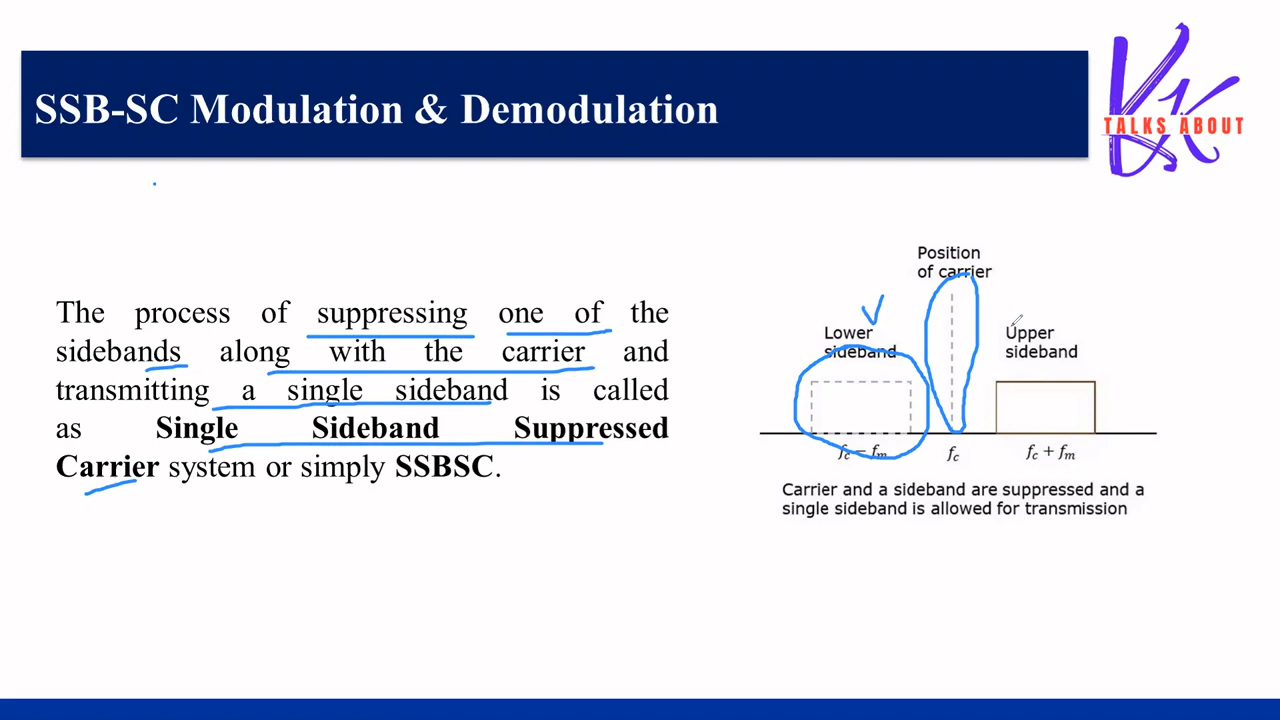 SSB-SC Modulation & Demodulation
TALKS ABOUT
The process of suppressing one of the
sidebands along with the carrier and
transmitting a single sideband is called
as Single Sideband Suppressed
Carrier system or simply SSBSC.
Position
of carrier
Lower
sideband
Upper
sideband
fc − fm
fc
fc + fm
Carrier and a sideband are suppressed and a
single sideband is allowed for transmission